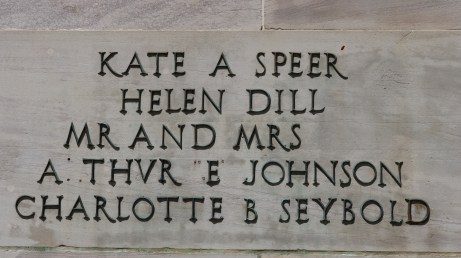 KATE A SPEER
HELEN DILL
MR AND MRS
A THVR E JOHNSON
CHARLOTTE B SEYBOLD